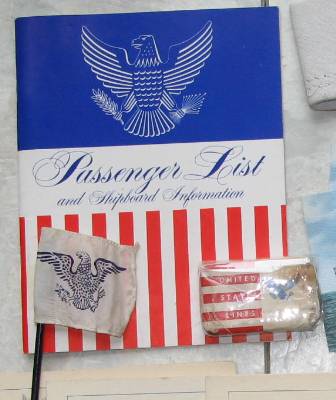 Passenger List
and Shipboard Information
UNITED
STATES
LINES